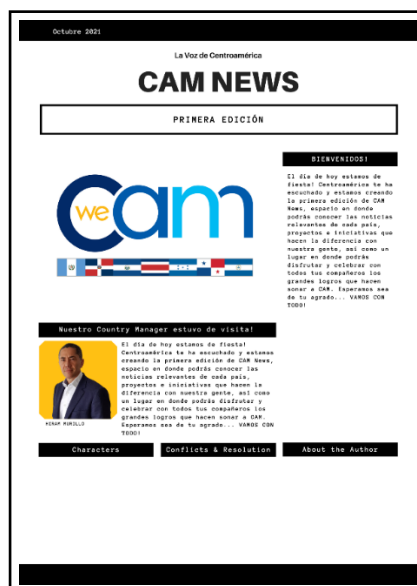 Octubre 2021
La Voz de Centroamérica
CAM NEWS
PRIMERA EDICIÓN
we
cam
BIENVENIDOS!
El día de hoy estamos de
fiesta! Centroamérica te ha
escuchado y estamos creando
la primera edición de CAM
News, espacio en donde
podrás conocer las noticias
relevantes de cada país,
proyectos e iniciativas que
hacen la diferencia con
nuestra gente, así como un
lugar en donde podrás
disfrutar y celebrar con
todos tus compañeros los
grandes logros que hacen
sonar a CAM. Esperamos sea
de tu agrado... VAMOS CON
TODO!
Nuestro Country Manager estuvo de visita!
El día de hoy estamos de fiesta!
Centroamérica te ha escuchado y estamos
creando la primera edición de CAM News,
espacio en donde podrás conocer las
noticias relevantes de cada país,
proyectos e iniciativas que hacen la
diferencia con nuestra gente, así como
un lugar en donde podrás disfrutar y
celebrar con todos tus compañeros los
grandes logros que hacen sonar a CAM.
Esperamos sea de tu agrado... VAMOS CON
TODO!
HIRAM MURILLO
Characters
Conflicts & Resolution
About the Author